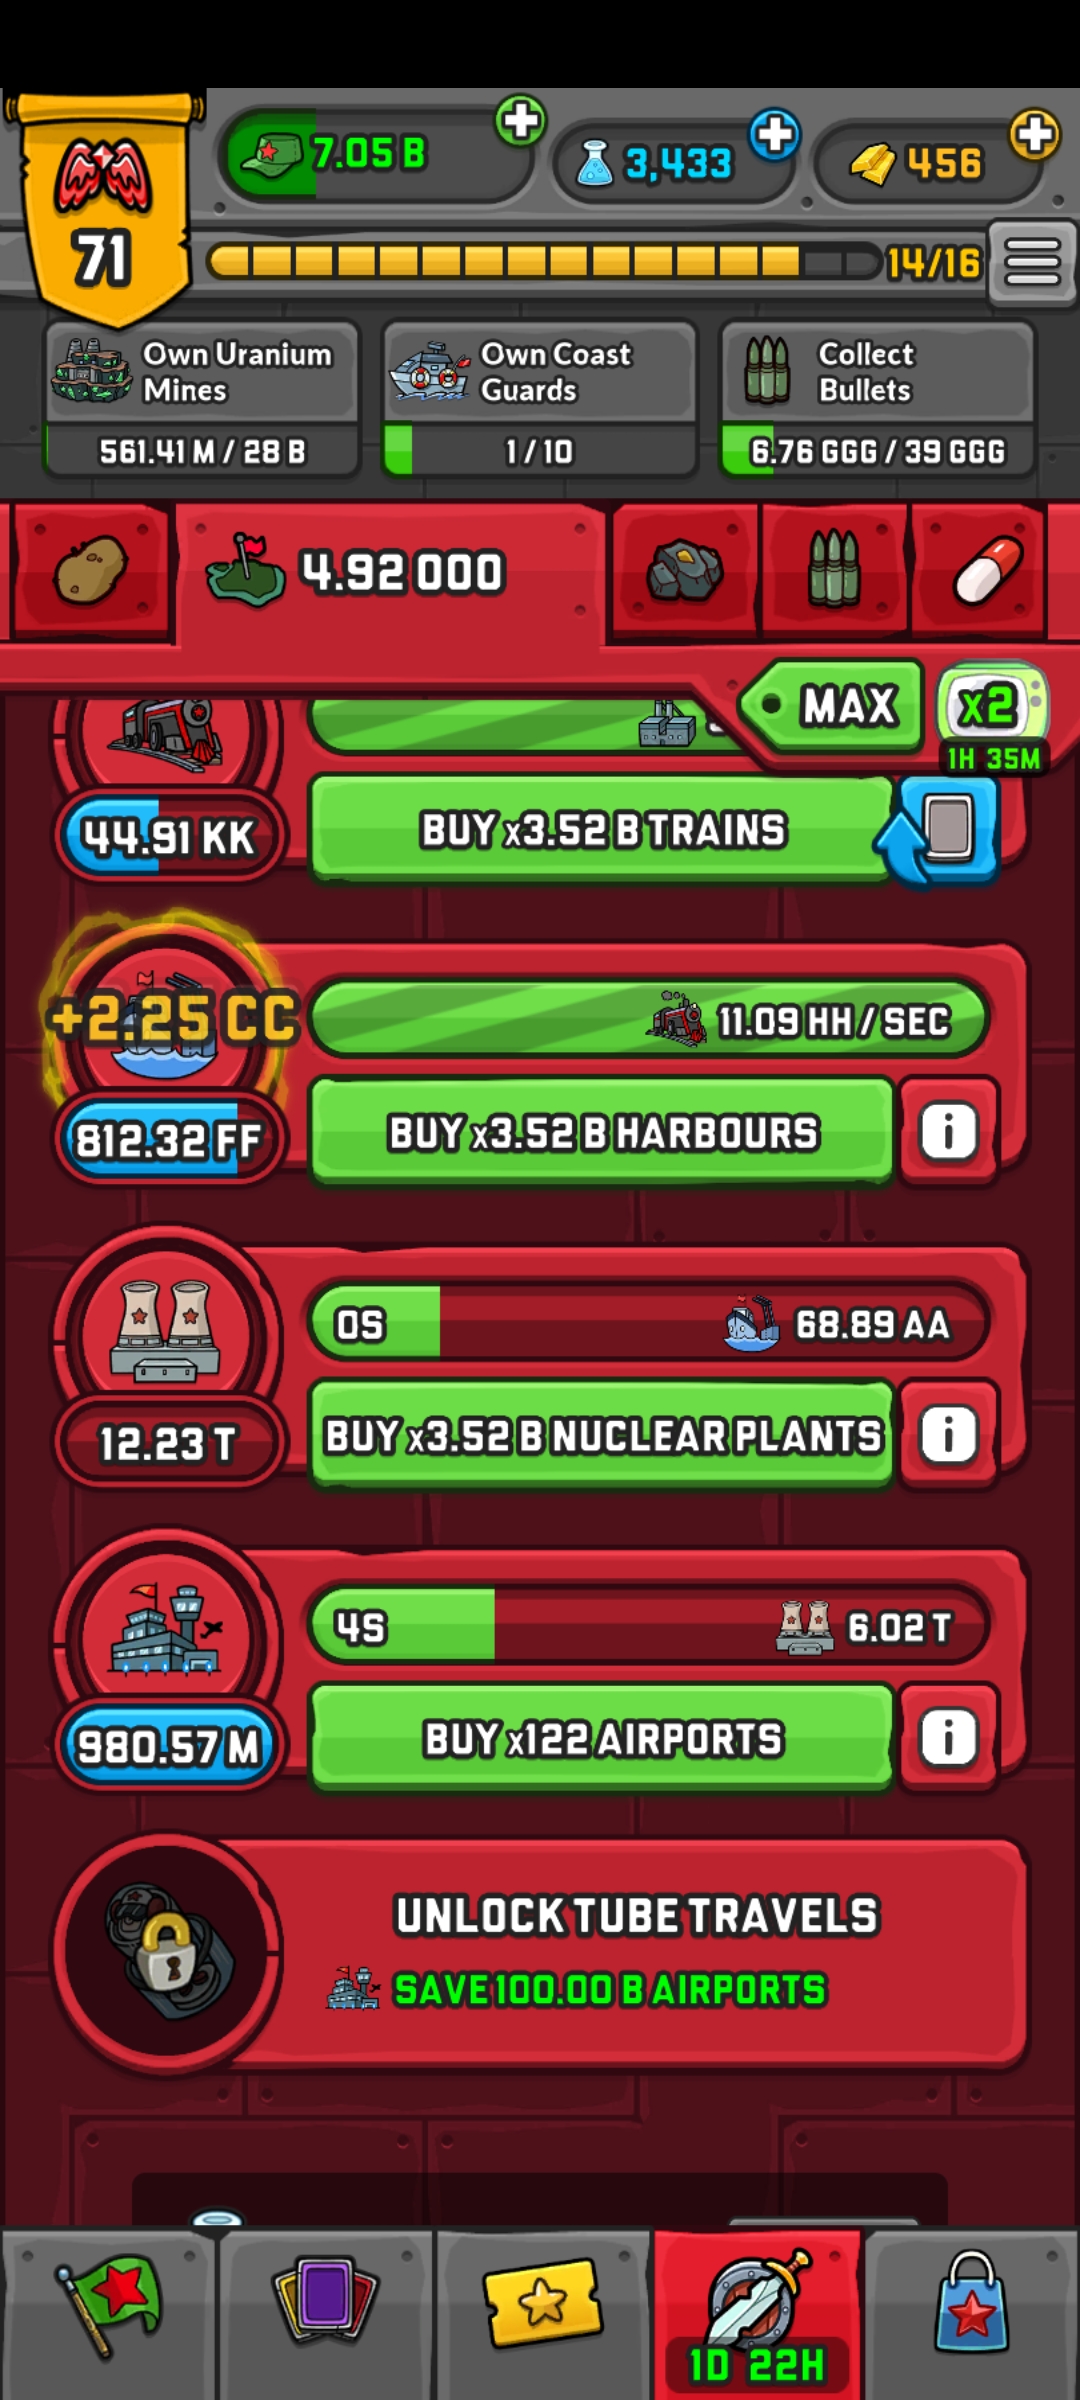 7.05 B
3,433
456
71
14/16
Own Uranium
Mines
561.41 M / 28 B
Own Coast
Guards
1 / 10
Collect
Bullets
6.76 GGG / 39 GGG
4.92 000
MAX
x2
1H 35M
44.91 KK
BUY x3.52 B TRAINS
+2.25 CC
11.09 HH / SEC
812.32 FF
BUY x3.52 B HARBOURS
0S
68.89 AA
12.23 T
BUY x3.52 B NUCLEAR PLANTS
4S
6.02 T
980.57 M
BUY x122 AIRPORTS
UNLOCK TUBE TRAVELS
SAVE 100.00 B AIRPORTS
1D 22H